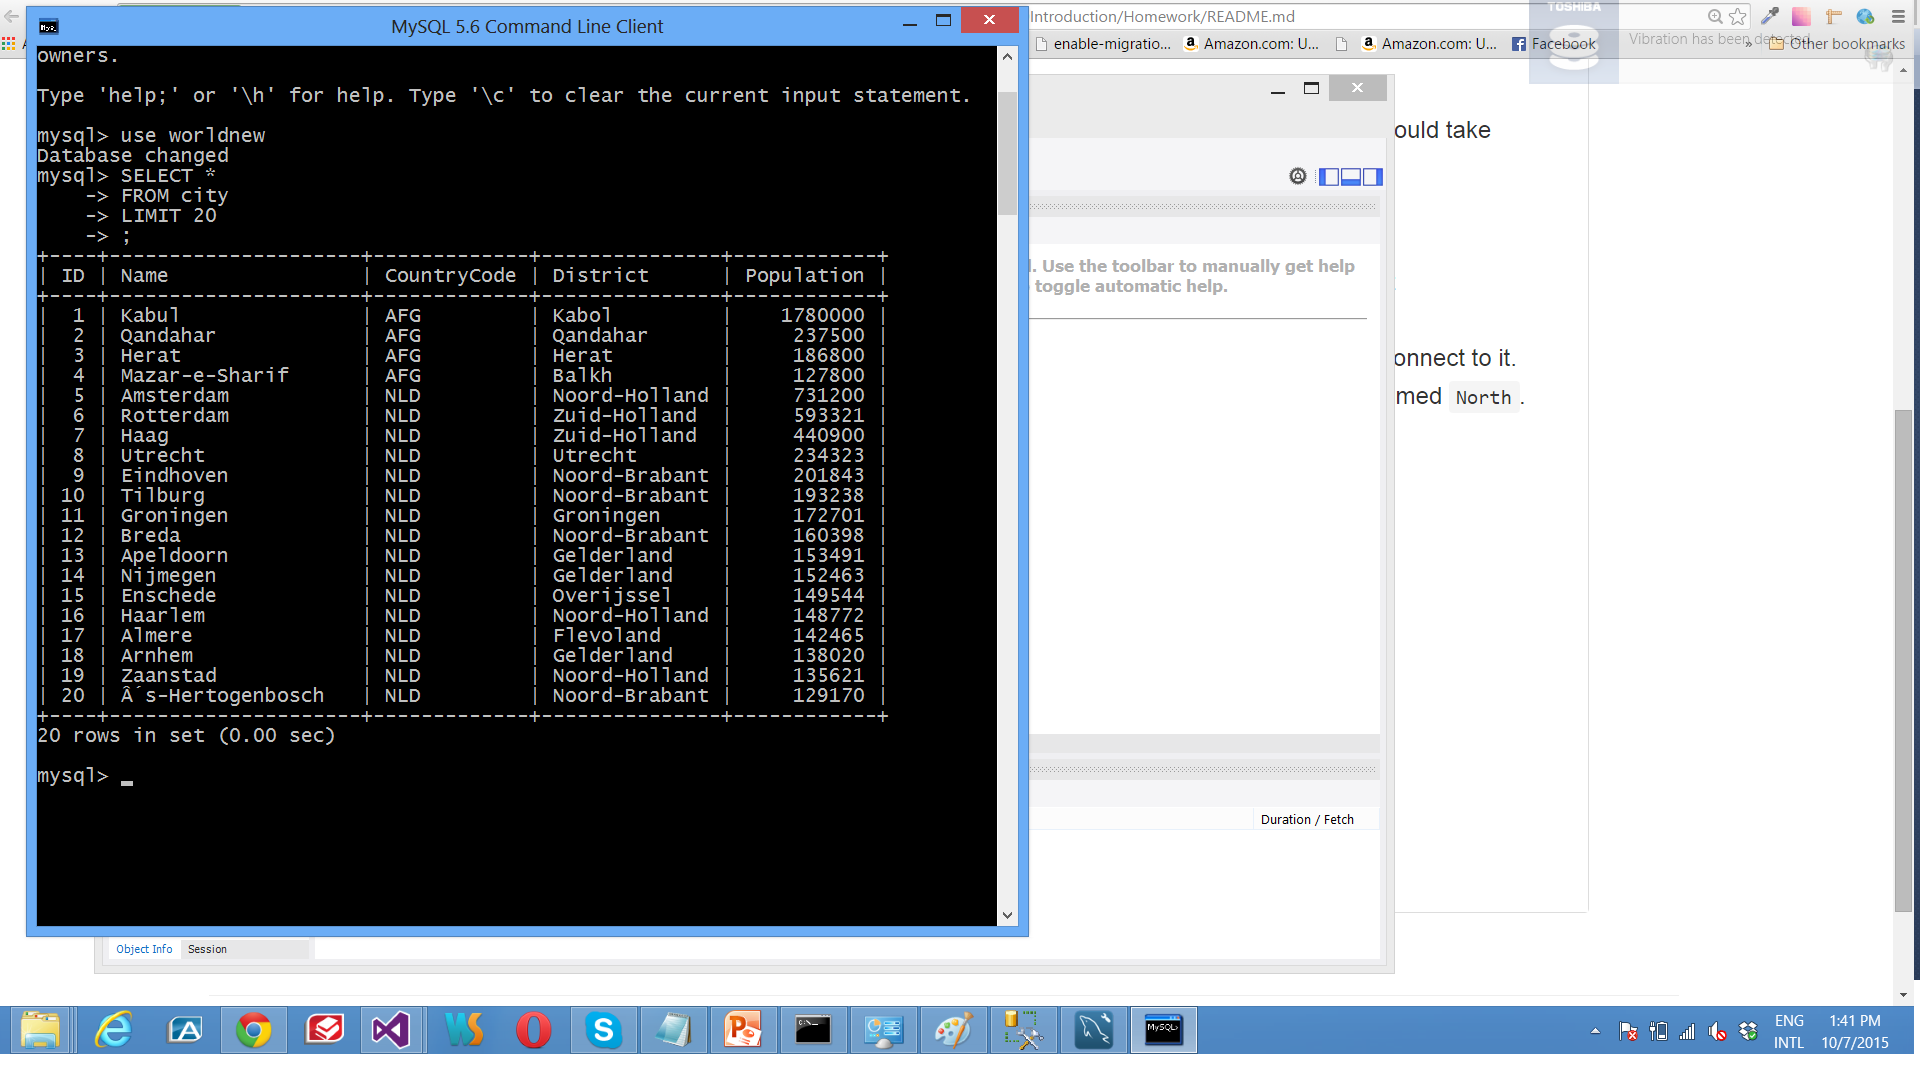 MySQL 5.6 Command Line Client
owners.
Type 'help;' or '\h' for help. Type '\c' to clear the current input statement.
mysql> use worldnew
Database changed
mysql> SELECT *
    -> FROM city
    -> LIMIT 20
    -> ;
+----+---------------------+-------------+---------------+------------+
| ID | Name                | CountryCode | District      | Population |
+----+---------------------+-------------+---------------+------------+
|  1 | Kabul               | AFG         | Kabol         |    1780000 |
|  2 | Qandahar            | AFG         | Qandahar      |     237500 |
|  3 | Herat               | AFG         | Herat         |     186800 |
|  4 | Mazar-e-Sharif      | AFG         | Balkh         |     127800 |
|  5 | Amsterdam           | NLD         | Noord-Holland |     731200 |
|  6 | Rotterdam           | NLD         | Zuid-Holland  |     593321 |
|  7 | Haag                | NLD         | Zuid-Holland  |     440900 |
|  8 | Utrecht             | NLD         | Utrecht       |     234323 |
|  9 | Eindhoven           | NLD         | Noord-Brabant |     201843 |
| 10 | Tilburg             | NLD         | Noord-Brabant |     193238 |
| 11 | Groningen           | NLD         | Groningen     |     172701 |
| 12 | Breda               | NLD         | Noord-Brabant |     160398 |
| 13 | Apeldoorn           | NLD         | Gelderland    |     153491 |
| 14 | Nijmegen            | NLD         | Gelderland    |     152463 |
| 15 | Enschede            | NLD         | Overijssel    |     149544 |
| 16 | Haarlem             | NLD         | Noord-Holland |     148772 |
| 17 | Almere              | NLD         | Flevoland     |     142465 |
| 18 | Arnhem              | NLD         | Gelderland    |     138020 |
| 19 | Zaanstad            | NLD         | Noord-Holland |     135621 |
| 20 | Â´s-Hertogenbosch   | NLD         | Noord-Brabant |     129170 |
+----+---------------------+-------------+---------------+------------+
20 rows in set (0.00 sec)
mysql> _
Introduction/Homework/README.md
enable-migratio... Amazon.com: U... Amazon.com: U... Facebook » Other bookmarks
TOSHIBA
Vibration has been detected.
ould take
. Use the toolbar to manually get help
toggle automatic help.
onnect to it.
med North.
Duration / Fetch
Object Info Session
MySQL>
ENG 1:41 PM
INTL 10/7/2015